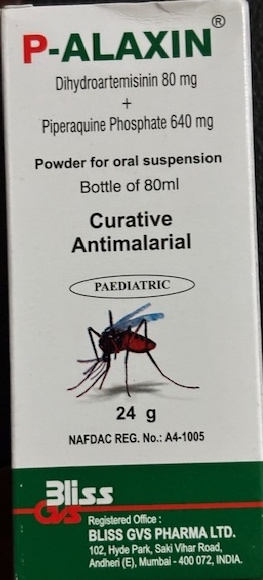 P-ALAXIN®
Dihydroartemisinin 80 mg
+
Piperaquine Phosphate 640 mg
Powder for oral suspension
Bottle of 80ml
Curative
Antimalarial
PAEDIATRIC
24 g
NAFDAC REG. No.: A4-1005
Bliss
GVS
Registered Office :
BLISS GVS PHARMA LTD.
102, Hyde Park, Saki Vihar Road,
Andheri (E), Mumbai - 400 072, INDIA.